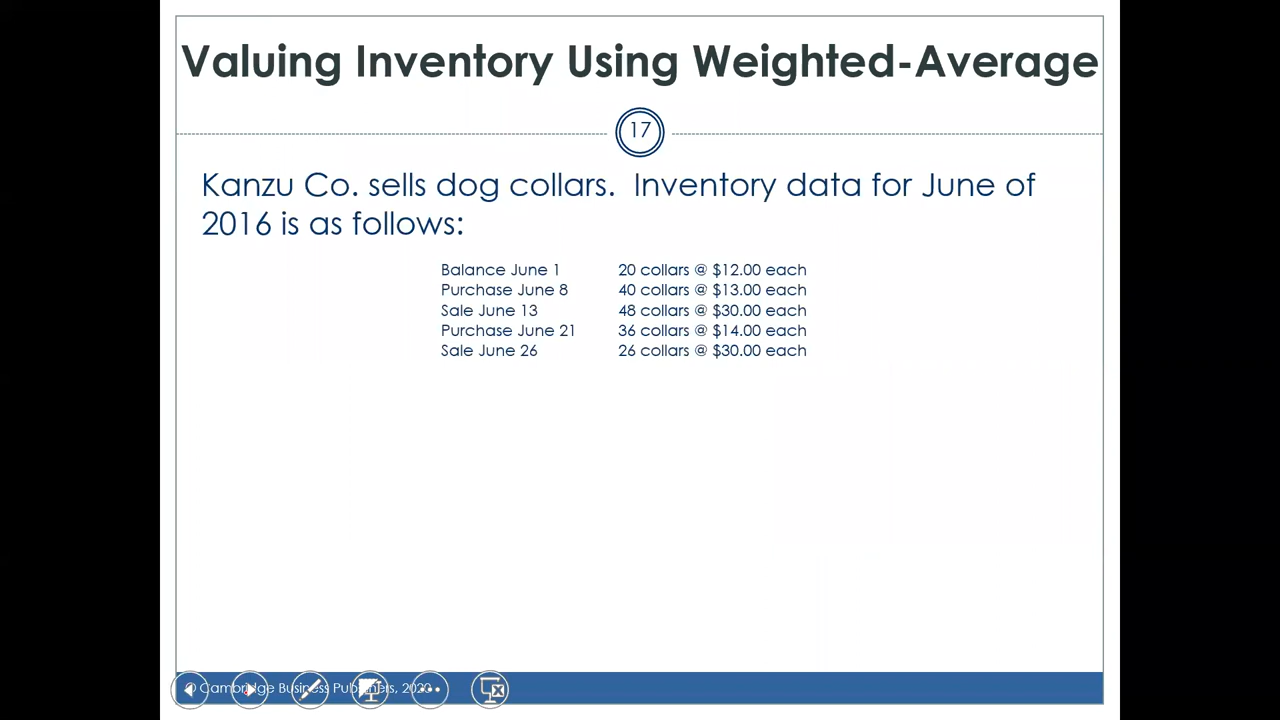 Valuing Inventory Using Weighted-Average
17
Kanzu Co. sells dog collars.  Inventory data for June of
2016 is as follows:
Balance June 1 20 collars @ $12.00 each
Purchase June 8 40 collars @ $13.00 each
Sale June 13 48 collars @ $30.00 each
Purchase June 21 36 collars @ $14.00 each
Sale June 26 26 collars @ $30.00 each
© Cambridge Business Publishers,